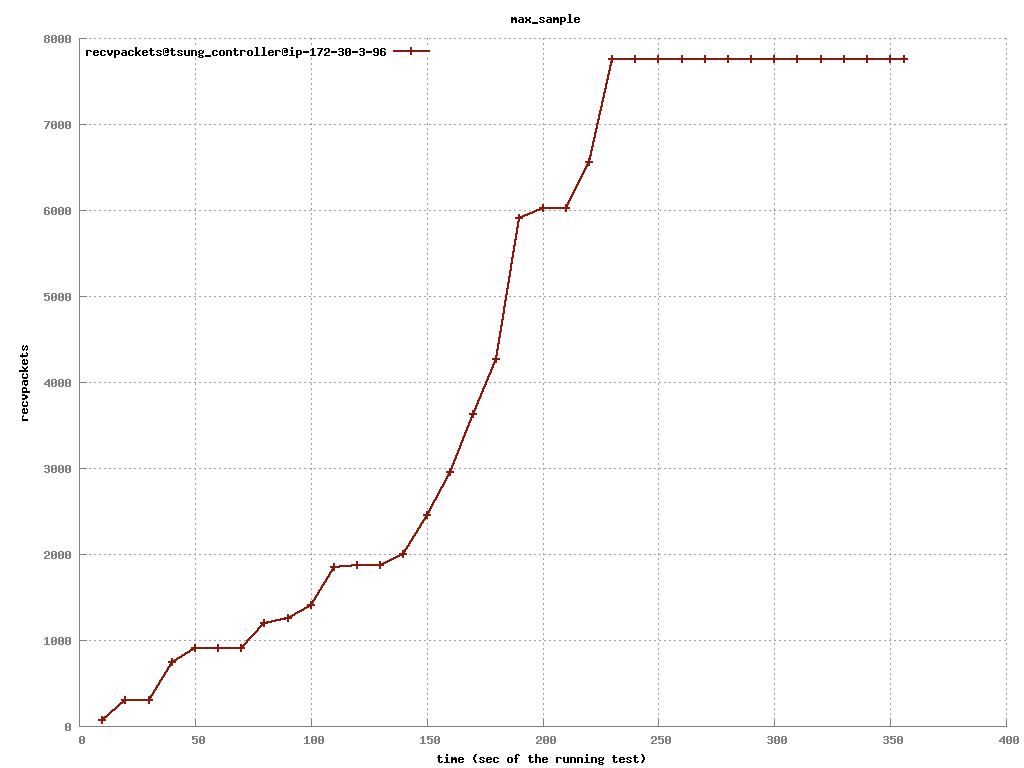 max_sample
recvpackets@tsung_controller@ip-172-30-3-96
8000
7000
6000
5000
4000
3000
2000
1000
0
recvpackets
0 50 100 150 200 250 300 350 400
time (sec of the running test)